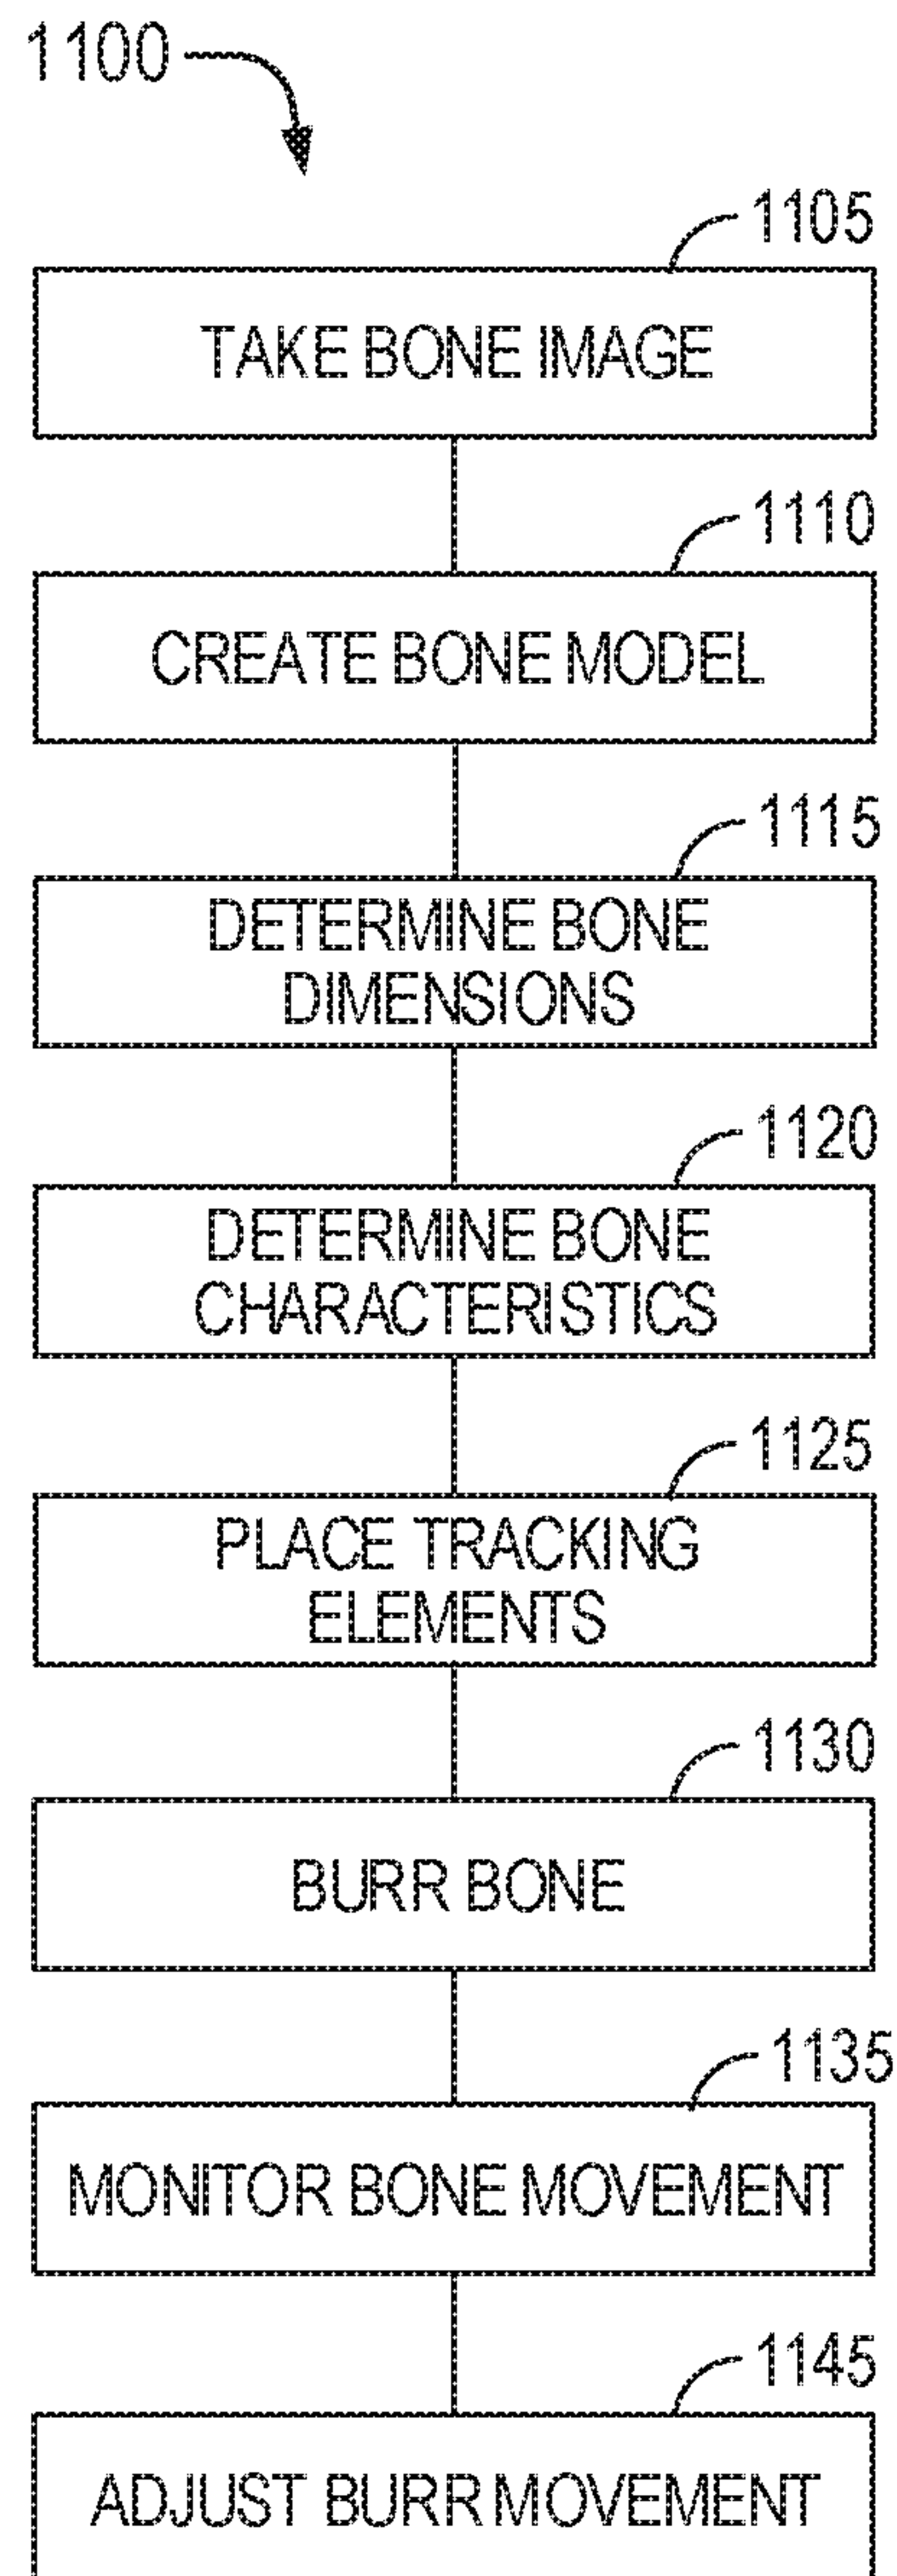 1100
1105
TAKE BONE IMAGE
1110
CREATE BONE MODEL
1115
DETERMINE BONE
DIMENSIONS
1120
DETERMINE BONE
CHARACTERISTICS
1125
PLACE TRACKING
ELEMENTS
1130
BURR BONE
1135
MONITOR BONE MOVEMENT
1145
ADJUST BURR MOVEMENT